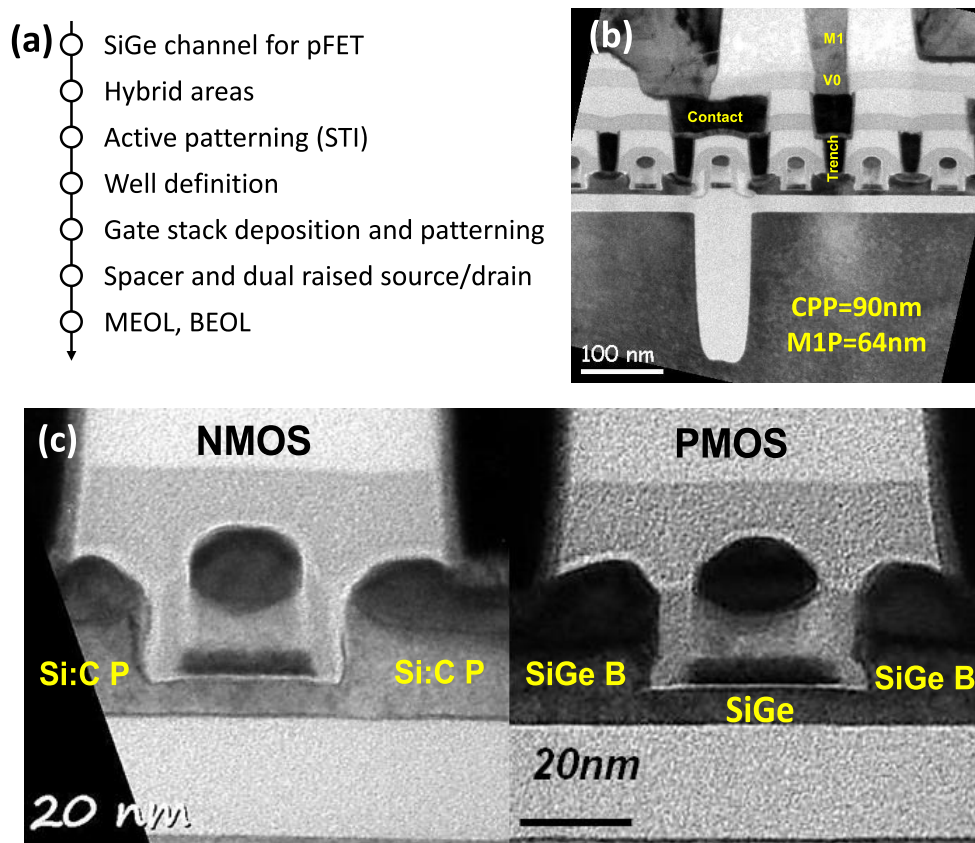 (a)
SiGe channel for pFET
Hybrid areas
Active patterning (STI)
Well definition
Gate stack deposition and patterning
Spacer and dual raised source/drain
MEOL, BEOL
(b)
M1
V0
Contact
Trench
CPP=90nm
M1P=64nm
100 nm
(c)
NMOS
Si:C P
Si:C P
20 nm
PMOS
SiGe B
SiGe B
SiGe
20nm